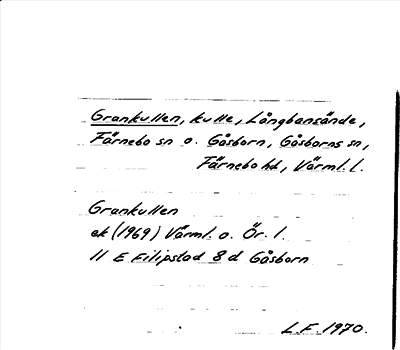 Grankullen, kulle, Långbansände,
Färnebo sn o. Gåsborn, Gåsborns sn,
Färnebo hd, Värml. l.
Grankullen
ek (1969) Värml. o. Ör. l.
11 E Filipstad 8 d Gåsborn
L.F. 1970.